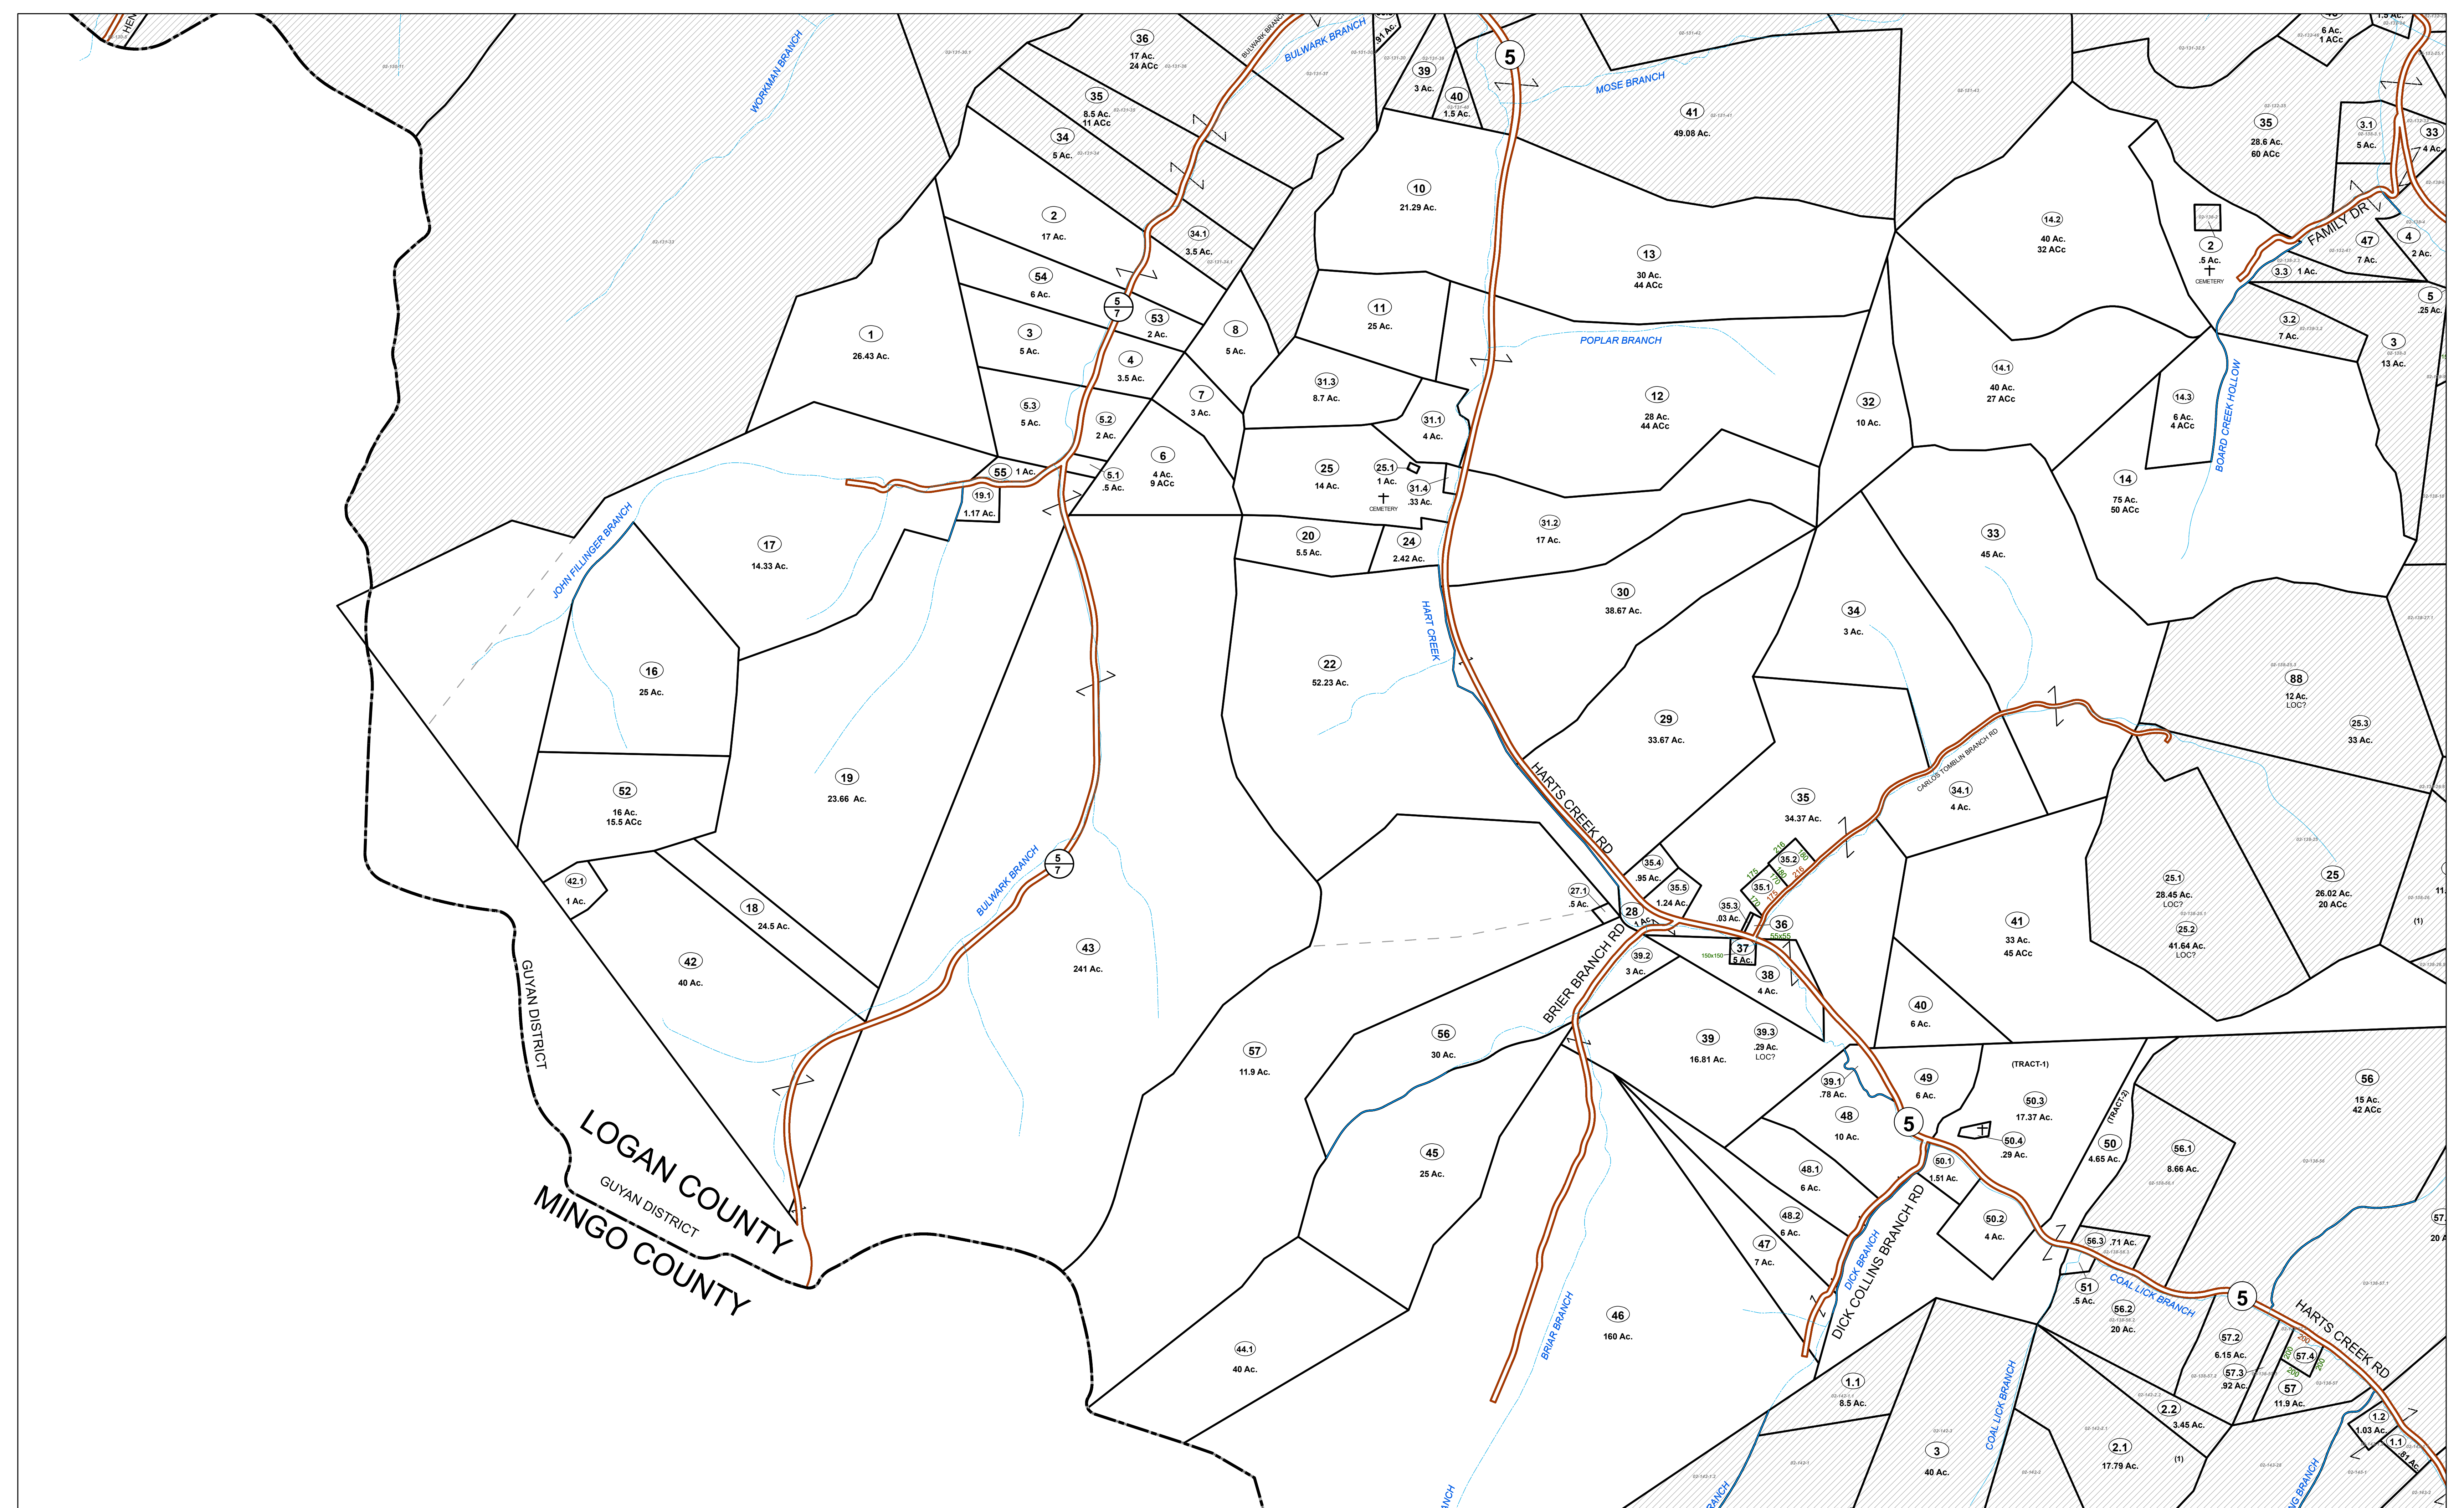 HEN
WORKMAN BRANCH
36
17 Ac.
24 ACc
BULWARK BRANCH
35
8.5 Ac.
11 ACc
34
5 Ac.
39
3 Ac.
40
1.5 Ac.
5
MOSE BRANCH
41
49.08 Ac.
6 Ac.
1 ACc
35
28.6 Ac.
60 ACc
3.1
5 Ac.
33
4 Ac.
10
21.29 Ac.
2
17 Ac.
34.1
3.5 Ac.
13
30 Ac.
44 ACc
14.2
40 Ac.
32 ACc
2
.5 Ac.
CEMETERY
FAMILY DR
47
7 Ac.
4
2 Ac.
3.3
1 Ac.
5
.25 Ac.
54
6 Ac.
5
7
53
2 Ac.
11
25 Ac.
8
5 Ac.
1
26.43 Ac.
3
5 Ac.
4
3.5 Ac.
POPLAR BRANCH
3.2
7 Ac.
3
13 Ac.
31.3
8.7 Ac.
7
3 Ac.
12
28 Ac.
44 ACc
32
10 Ac.
14.1
40 Ac.
27 ACc
14.3
6 Ac.
4 ACc
BOARD CREEK HOLLOW
5.3
5 Ac.
5.2
2 Ac.
31.1
4 Ac.
55
1 Ac.
5.1
.5 Ac.
6
4 Ac.
9 ACc
25
14 Ac.
25.1
1 Ac.
CEMETERY
31.4
.33 Ac.
14
75 Ac.
50 ACc
19.1
1.17 Ac.
17
14.33 Ac.
20
5.5 Ac.
24
2.42 Ac.
31.2
17 Ac.
33
45 Ac.
JOHN FILLINGER BRANCH
30
38.67 Ac.
34
3 Ac.
HART CREEK
16
25 Ac.
22
52.23 Ac.
88
12 Ac.
LOC?
25.3
33 Ac.
29
33.67 Ac.
CARLOS TOMBLIN BRANCH RD
52
16 Ac.
15.5 ACc
19
23.66 Ac.
HARTS CREEK RD
35
34.37 Ac.
34.1
4 Ac.
BULWARK BRANCH
5
7
42.1
1 Ac.
18
24.5 Ac.
35.4
.95 Ac.
35.5
1.24 Ac.
216
35.2
180
180
216
175
35.1
170
170
175
27.1
.5 Ac.
28
1 Ac.
35.3
.03 Ac.
36
55x55
25.1
28.45 Ac.
LOC?
25.2
41.64 Ac.
LOC?
25
26.02 Ac.
20 ACc
(1)
41
33 Ac.
45 ACc
43
241 Ac.
42
40 Ac.
BRIER BRANCH RD
39.2
3 Ac.
150x150
37
.5 Ac.
38
4 Ac.
40
6 Ac.
GUYAN DISTRICT
57
11.9 Ac.
56
30 Ac.
39
16.81 Ac.
39.3
.29 Ac.
LOC?
39.1
.78 Ac.
49
6 Ac.
(TRACT-1)
50.3
17.37 Ac.
50.4
.29 Ac.
(TRACT-2)
50
4.65 Ac.
56
15 Ac.
42 ACc
48
10 Ac.
5
45
25 Ac.
48.1
6 Ac.
50.1
1.51 Ac.
56.1
8.66 Ac.
LOGAN COUNTY
GUYAN DISTRICT
MINGO COUNTY
48.2
6 Ac.
47
7 Ac.
DICK BRANCH
DICK COLLINS BRANCH RD
50.2
4 Ac.
56.3
.71 Ac.
51
.5 Ac.
COAL LICK BRANCH
56.2
20 Ac.
5
HARTS CREEK RD
46
160 Ac.
BRIAR BRANCH
44.1
40 Ac.
57.2
6.15 Ac.
57.3
.92 Ac.
200
200
57.4
200
200
57
11.9 Ac.
1.1
8.5 Ac.
COAL LICK BRANCH
3
40 Ac.
2.2
3.45 Ac.
2.1
17.79 Ac.
(1)
1.2
1.03 Ac.
1.1
.81 Ac.